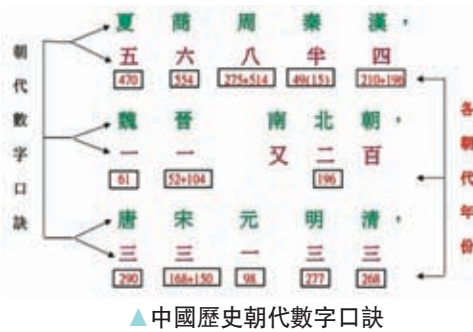 朝代數字口訣
夏 商 周 秦 漢，
五 六 八 半 四
470 554 275+514 49(15) 210+196
魏 晉 南 北 朝，
一 一 又 二 百
61 52+104 196
唐 宋 元 明 清，
三 三 一 三 三
290 168+150 98 277 268
各朝代年份
▲中國歷史朝代數字口訣